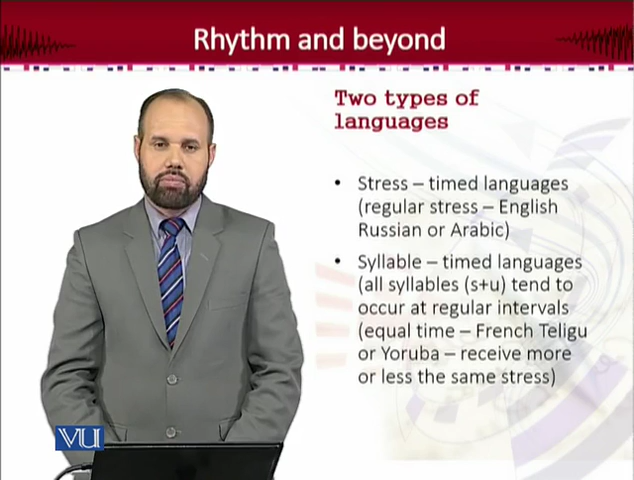 Rhythm and beyond
Two types of
languages
• Stress – timed languages
(regular stress – English
Russian or Arabic)
• Syllable – timed languages
(all syllables (s+u) tend to
occur at regular intervals
(equal time – French Teligu
or Yoruba – receive more
or less the same stress)
VU